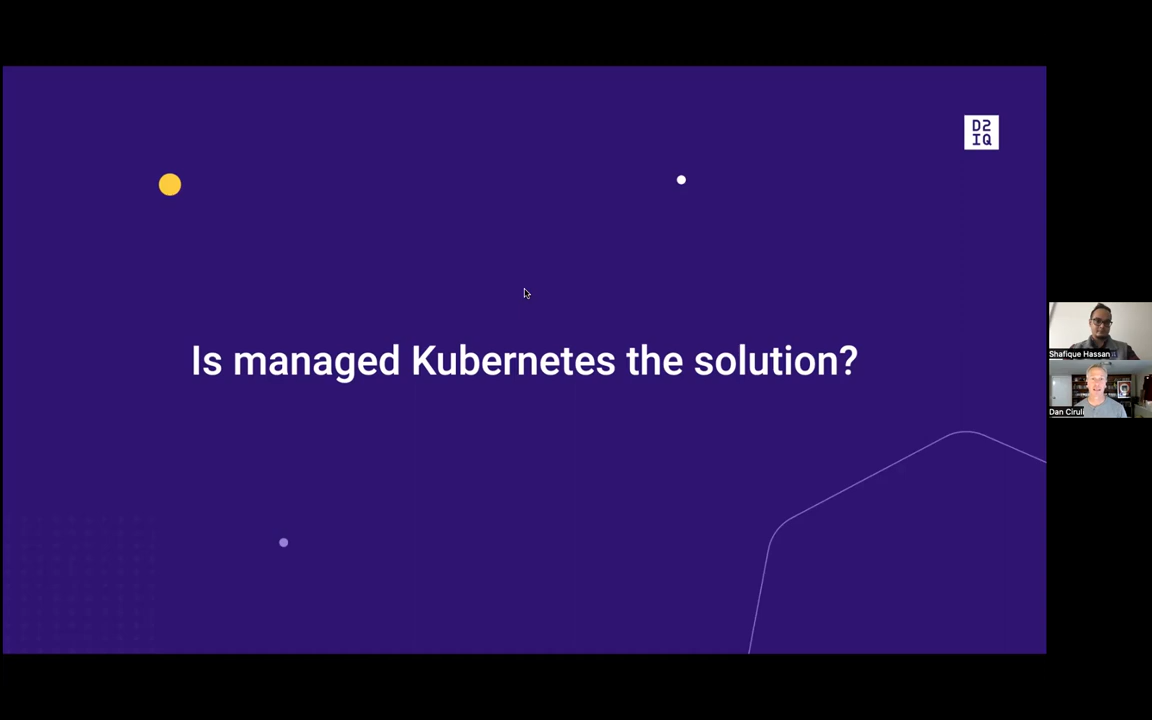 D2
IQ
Is managed Kubernetes the solution?
Shafique Hassan
Dan Ciruli